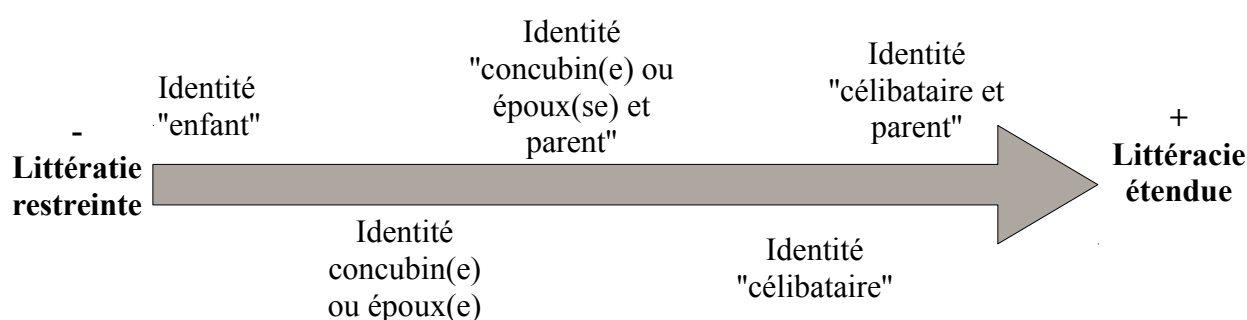 -
Littératie
restreinte
Identité
"enfant"
Identité
concubin(e)
ou époux(e)
Identité
"concubin(e) ou
époux(se) et
parent"
Identité
"célibataire"
Identité
"célibataire et
parent"
+
Littéracie
étendue